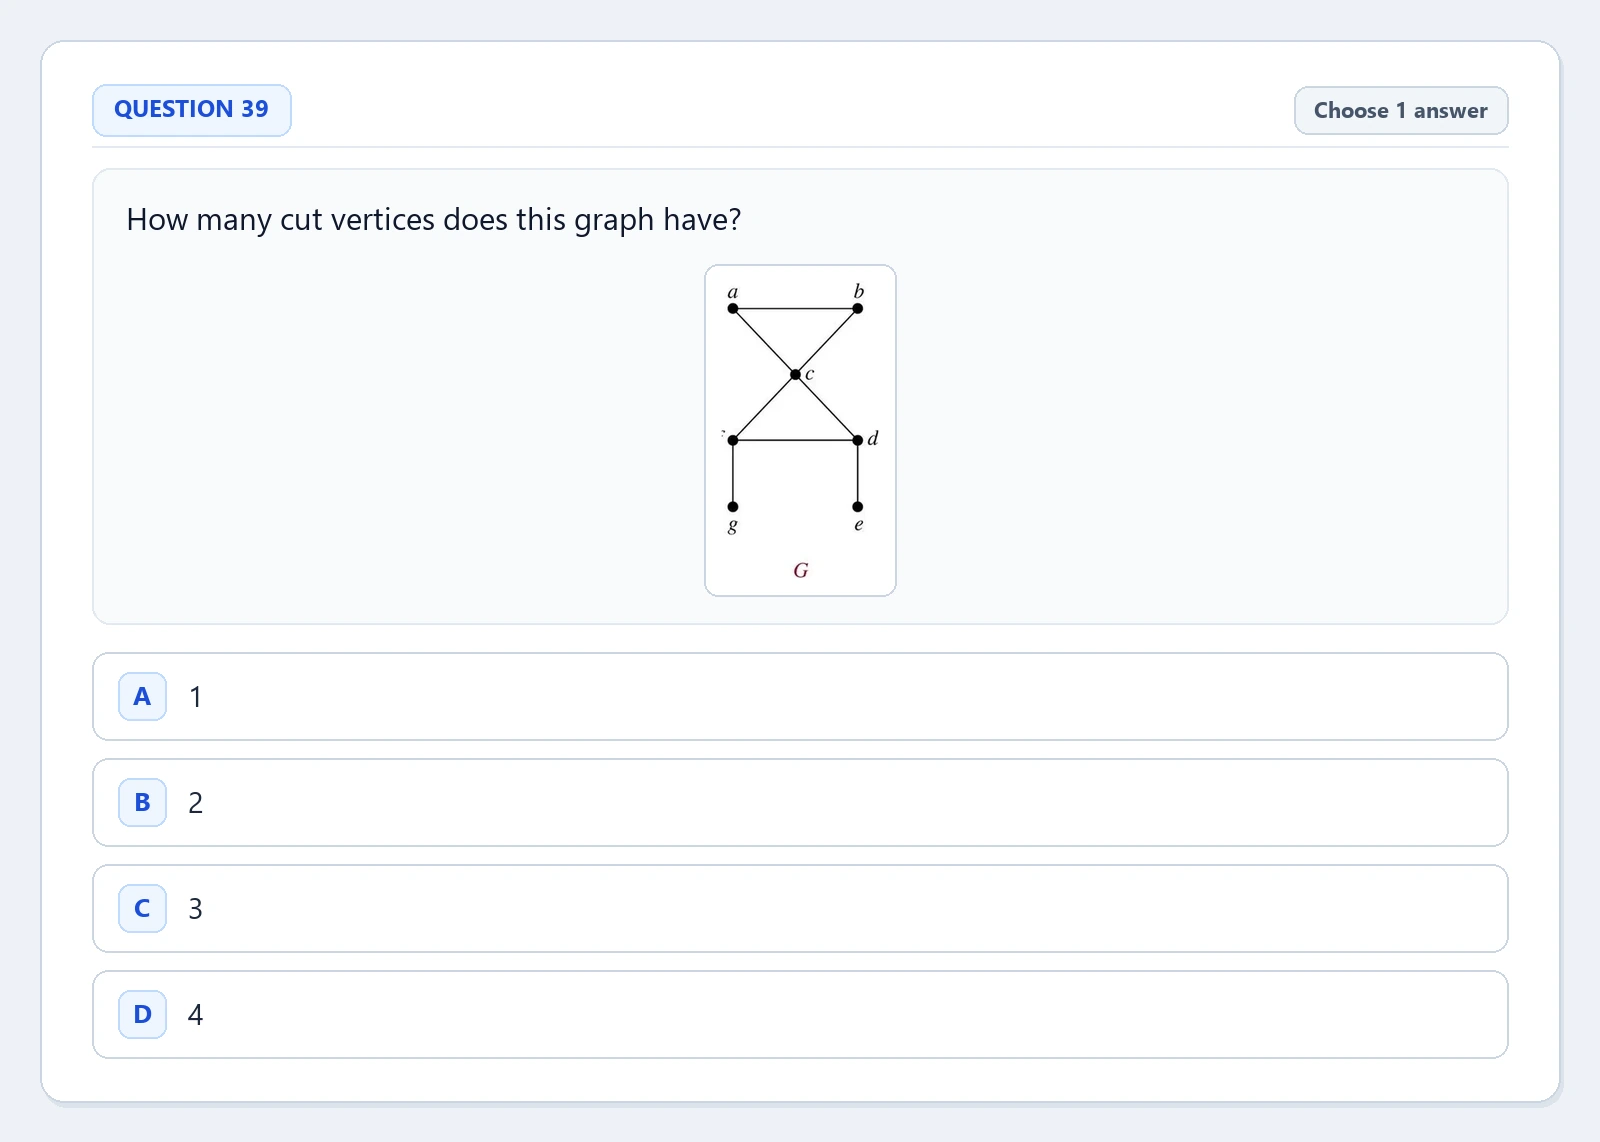 QUESTION 39
Choose 1 answer
How many cut vertices does this graph have?
a b
c
d
g e
G
A 1
B 2
C 3
D 4